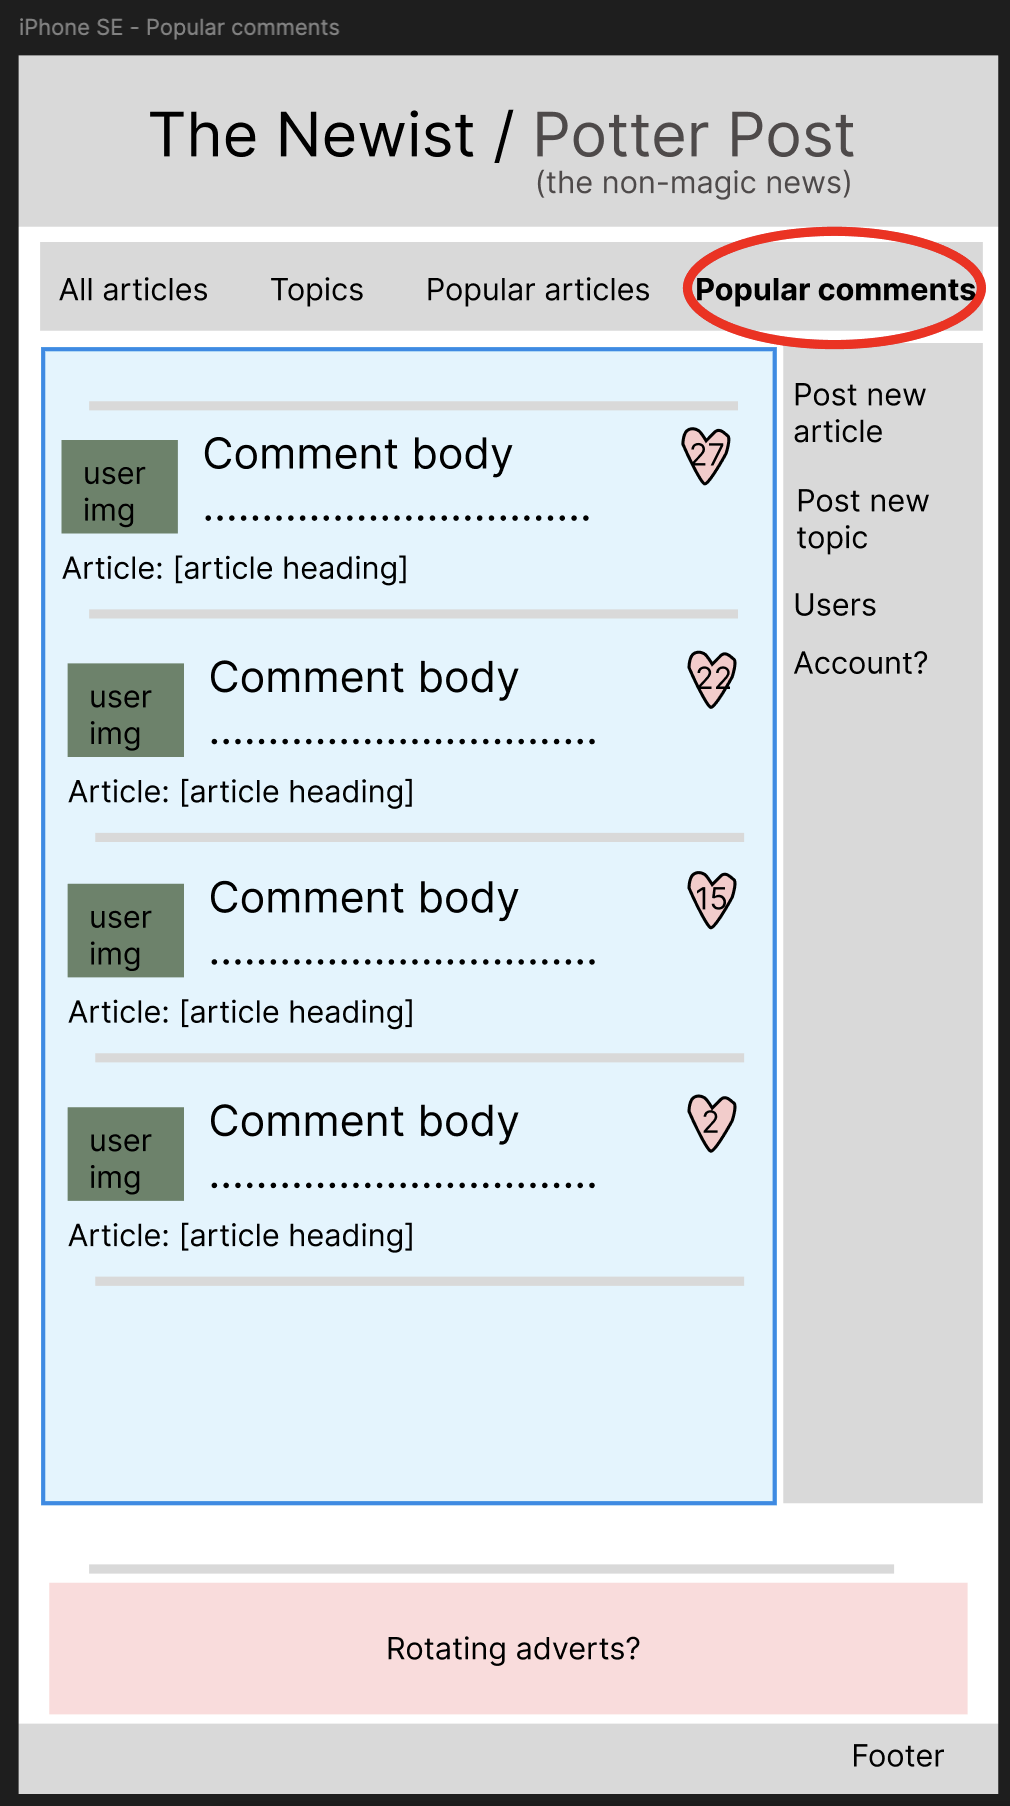 iPhone SE - Popular comments
The Newist / Potter Post
(the non-magic news)
All articles Topics Popular articles Popular comments
Comment body 27
user
img
.................................
Article: [article heading]
Comment body 22
user
img
.................................
Article: [article heading]
Comment body 15
user
img
.................................
Article: [article heading]
Comment body 2
user
img
.................................
Article: [article heading]
Post new
article
Post new
topic
Users
Account?
Rotating adverts?
Footer